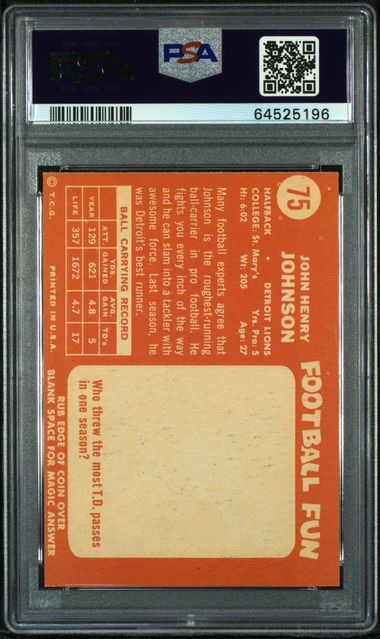 PSA
PSA
64525196
75
JOHN HENRY
JOHNSON
HALFBACK • DETROIT LIONS
COLLEGE: St. Mary's Yrs. Pro: 5
Ht: 6-02 Wt: 205 Age: 27
Many football experts agree that
Johnson is the roughest-running
ball-carrier in pro football. He
fights you every inch of the way
and he can slam into a tackler with
awesome force. Last season, he
was Detroit's best runner.
BALL CARRYING RECORD
ATT. YDS. GAINED AVG. GAIN TD's
YEAR 129 621 4.8 5
LIFE 357 1672 4.7 17
© T.C.G. PRINTED IN U.S.A.
FOOTBALL FUN
Who threw the most T.D. passes
in one season?
RUB EDGE OF COIN OVER
BLANK SPACE FOR MAGIC ANSWER